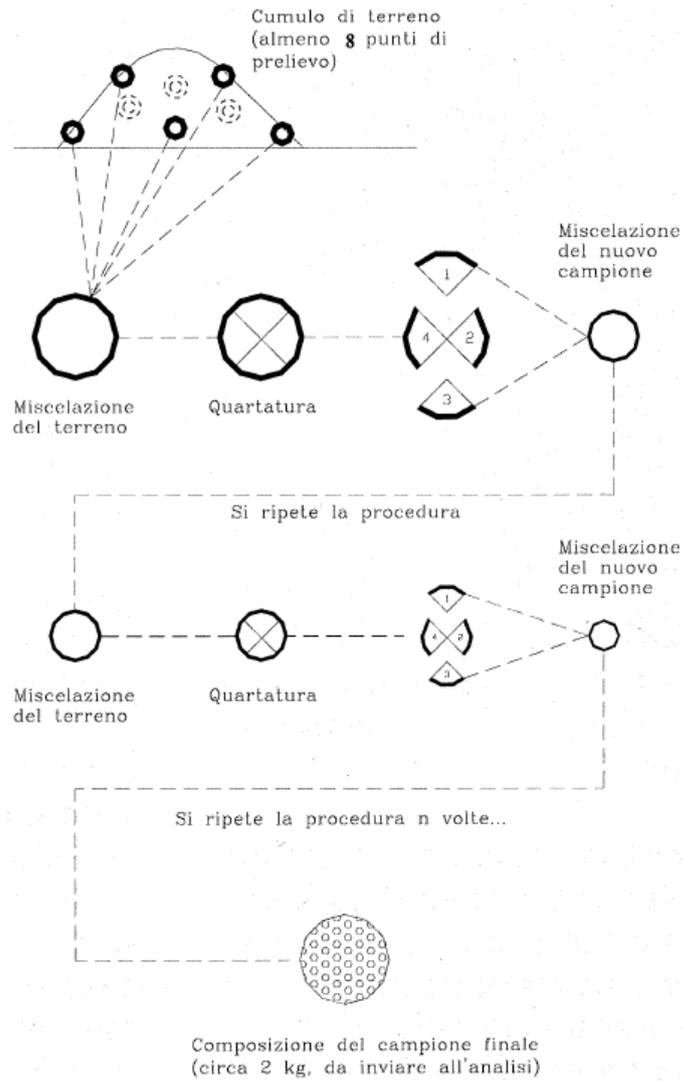 Cumulo di terreno
(almeno 8 punti di
prelievo)
Miscelazione
del nuovo
campione
1
4
2
3
Miscelazione
del terreno
Quartatura
Si ripete la procedura
Miscelazione
del nuovo
campione
1
4
2
3
Miscelazione
del terreno
Quartatura
Si ripete la procedura n volte...
Composizione del campione finale
(circa 2 kg, da inviare all'analisi)